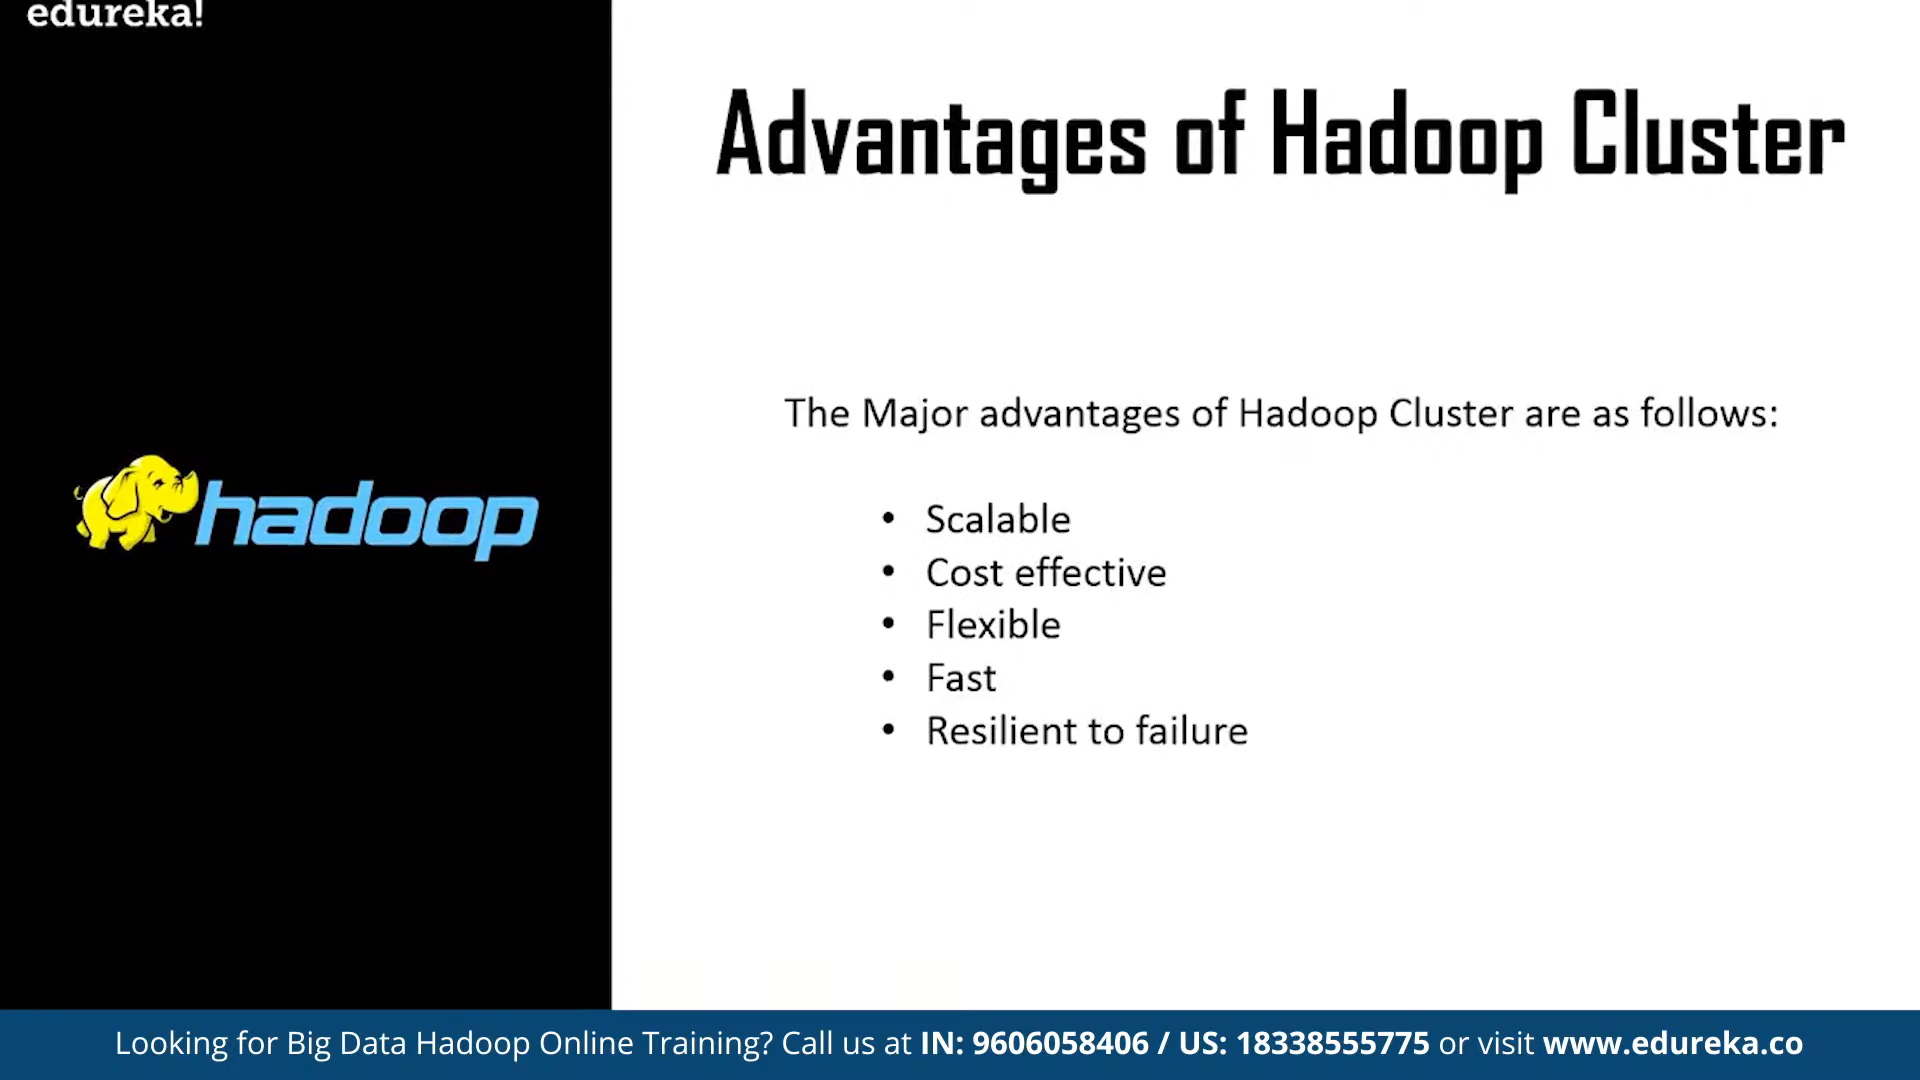 edureka!
Advantages of Hadoop Cluster
hadoop
The Major advantages of Hadoop Cluster are as follows:
• Scalable
• Cost effective
• Flexible
• Fast
• Resilient to failure
Looking for Big Data Hadoop Online Training? Call us at IN: 9606058406 / US: 18338555775 or visit www.edureka.co